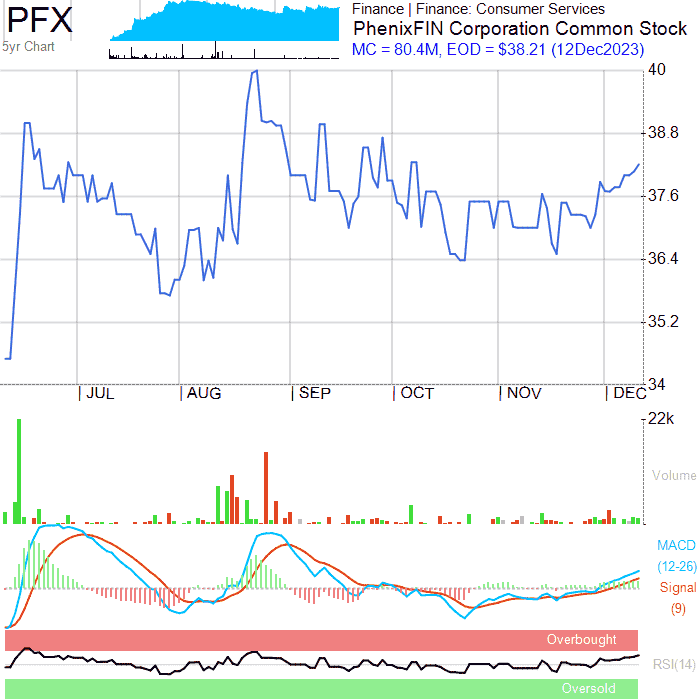 PFX
5yr Chart
Finance | Finance: Consumer Services
PhenixFIN Corporation Common Stock
MC = 80.4M, EOD = $38.21 (12Dec2023)
40
38.8
37.6
36.4
35.2
34
| JUL | AUG | SEP | OCT | NOV | DEC
22k
Volume
MACD
(12-26)
Signal
(9)
Overbought
RSI(14)
Oversold